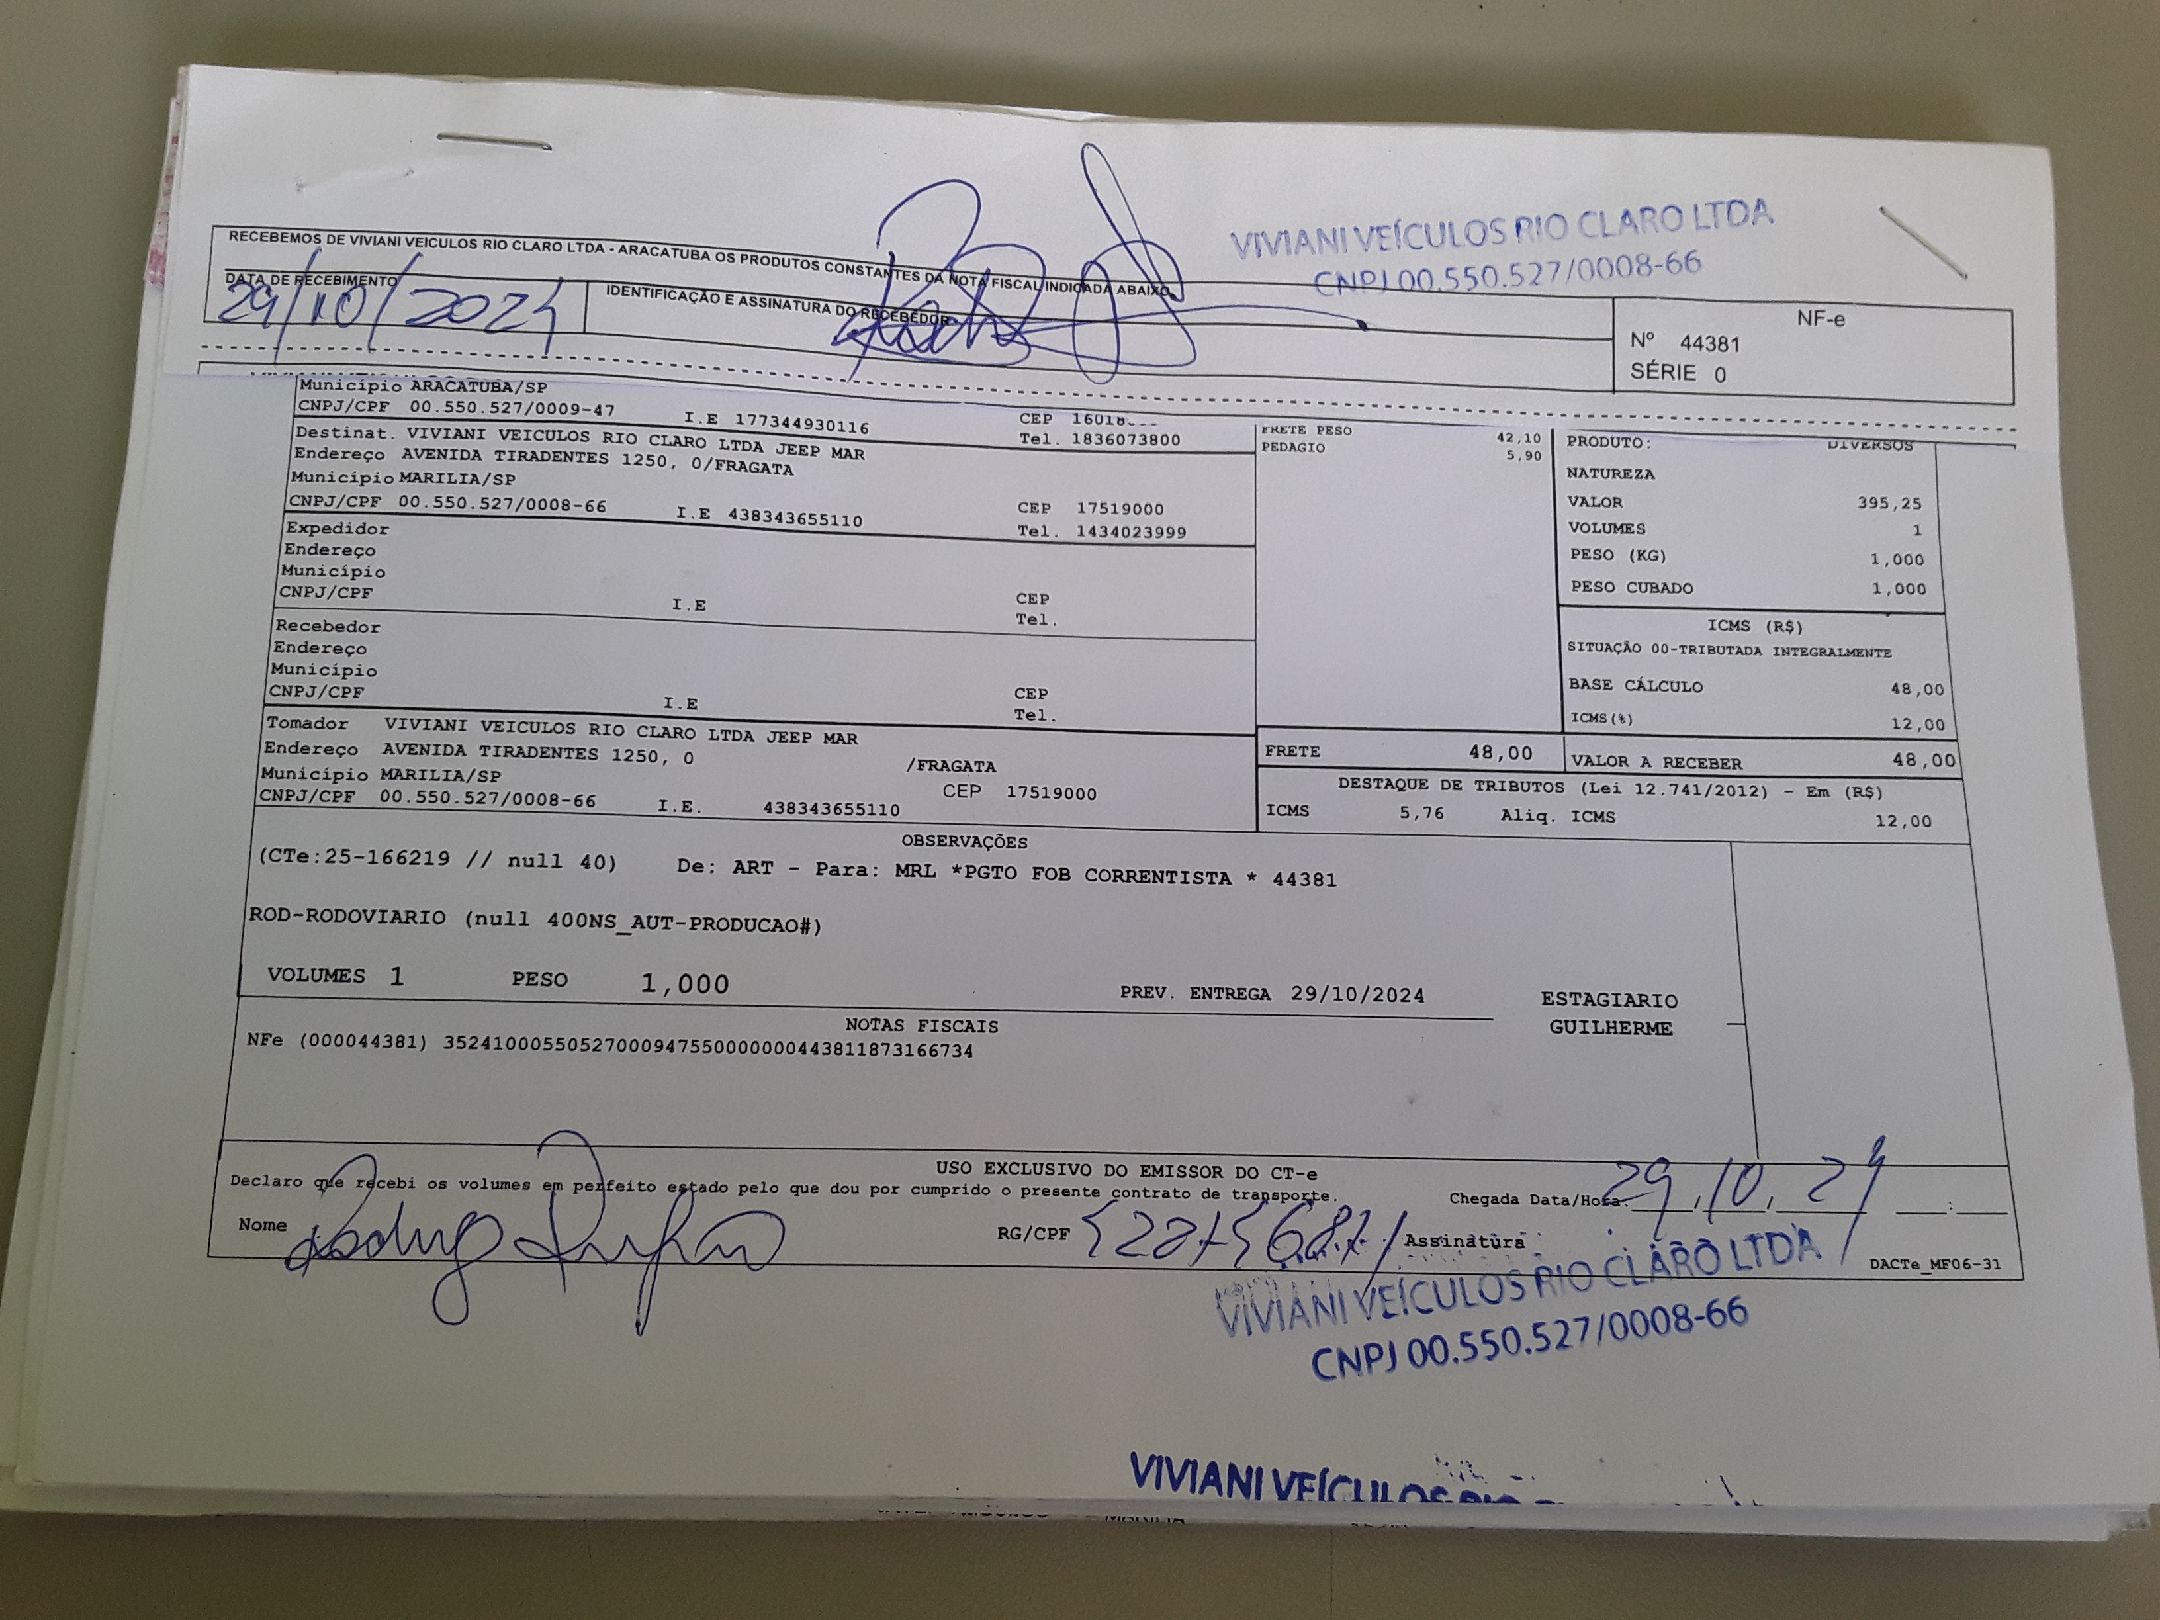 VIVIANI VEÍCULOS RIO CLARO LTDA
CNPJ 00.550.527/0008-66
RECEBEMOS DE VIVIANI VEICULOS RIO CLARO LTDA - ARACATUBA OS PRODUTOS CONSTANTES DA NOTA FISCAL INDICADA ABAIXO.
DATA DE RECEBIMENTO
29/10/2024
IDENTIFICAÇÃO E ASSINATURA DO RECEBEDOR
NF-e
Nº 44381
SÉRIE 0
Município ARACATUBA/SP
CNPJ/CPF 00.550.527/0009-47 I.E 177344930116 CEP
Tel. 1836073800
Destinat. VIVIANI VEICULOS RIO CLARO LTDA JEEP MAR
Endereço AVENIDA TIRADENTES 1250, 0/FRAGATA
Município MARILIA/SP
CNPJ/CPF 00.550.527/0008-66 I.E 438343655110 CEP 17519000
Tel. 1434023999
Expedidor
Endereço
Município
CNPJ/CPF I.E CEP
Tel.
Recebedor
Endereço
Município
CNPJ/CPF I.E CEP
Tel.
Tomador VIVIANI VEICULOS RIO CLARO LTDA JEEP MAR
Endereço AVENIDA TIRADENTES 1250, 0 /FRAGATA
Município MARILIA/SP CEP 17519000
CNPJ/CPF 00.550.527/0008-66 I.E. 438343655110
FRETE PESO 42,10
PEDAGIO 5,90
PRODUTO: DIVERSOS
NATUREZA
VALOR 395,25
VOLUMES 1
PESO (KG) 1,000
PESO CUBADO 1,000
ICMS (R$)
SITUAÇÃO 00-TRIBUTADA INTEGRALMENTE
BASE CÁLCULO 48,00
ICMS(%) 12,00
FRETE 48,00 VALOR A RECEBER 48,00
DESTAQUE DE TRIBUTOS (Lei 12.741/2012) - Em (R$)
ICMS 5,76 Aliq. ICMS 12,00
OBSERVAÇÕES
(CTe:25-166219 // null 40) De: ART - Para: MRL *PGTO FOB CORRENTISTA * 44381
ROD-RODOVIARIO (null 400NS_AUT-PRODUCAO#)
VOLUMES 1 PESO 1,000 PREV. ENTREGA 29/10/2024
ESTAGIARIO
GUILHERME
NOTAS FISCAIS
NFe (000044381) 35241000550527000947550000000443811873166734
USO EXCLUSIVO DO EMISSOR DO CT-e
Declaro que recebi os volumes em perfeito estado pelo que dou por cumprido o presente contrato de transporte.
Chegada Data/Hora: 29,10,24
Nome RG/CPF Assinatura
DACTe_MF06-31
VIVIANI VEÍCULOS RIO CLARO LTDA
CNPJ 00.550.527/0008-66
VIVIANI VEÍCULOS RIO